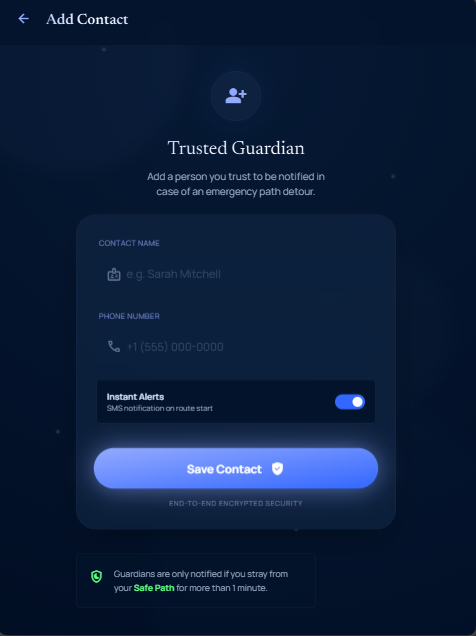 Add Contact
Trusted Guardian
Add a person you trust to be notified in
case of an emergency path detour.
CONTACT NAME
e.g. Sarah Mitchell
PHONE NUMBER
+1 (555) 000-0000
Instant Alerts
SMS notification on route start
Save Contact
END-TO-END ENCRYPTED SECURITY
Guardians are only notified if you stray from
your Safe Path for more than 1 minute.